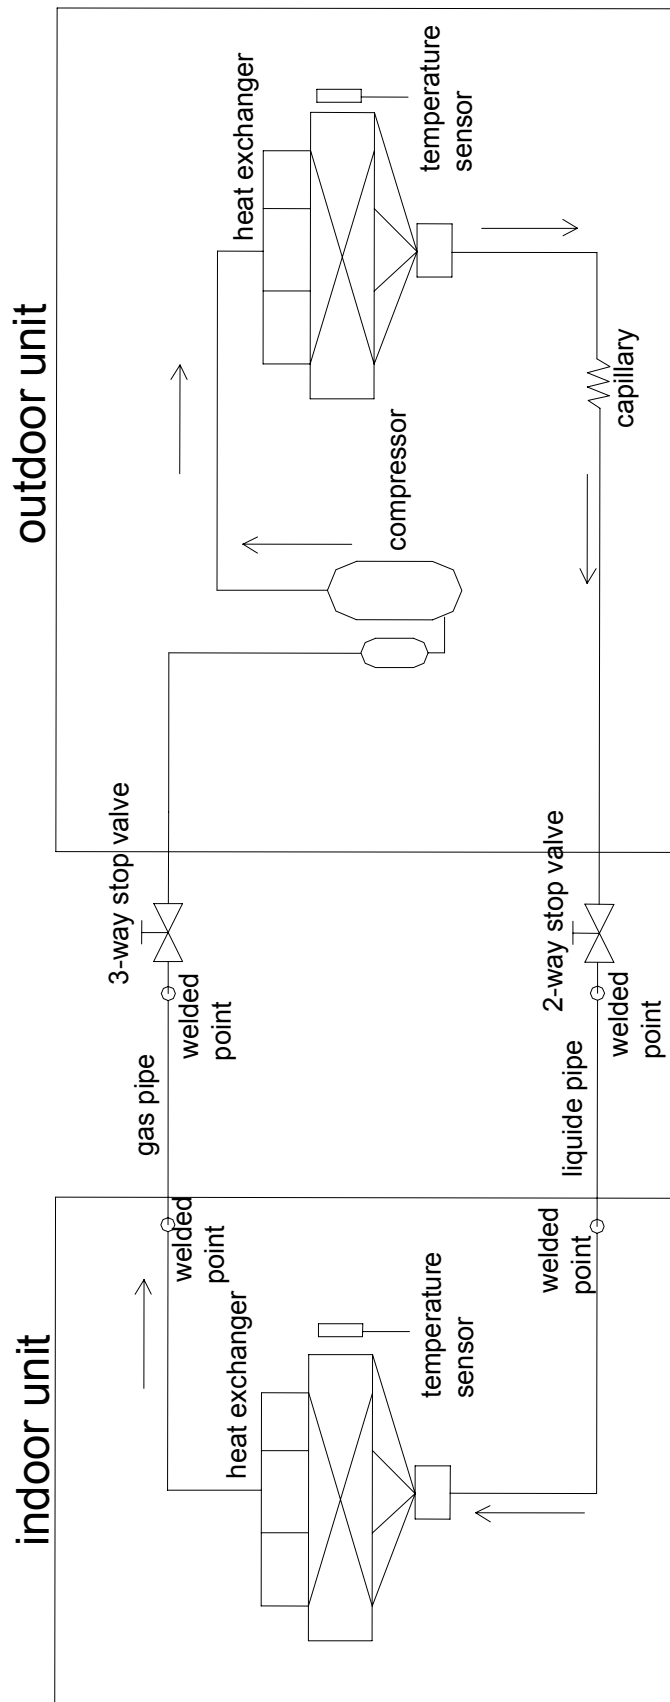 indoor unit
outdoor unit
heat exchanger
temperature
sensor
welded
point
gas pipe
welded
point
3-way stop valve
compressor
heat exchanger
temperature
sensor
welded
point
liquide pipe
welded
point
2-way stop valve
capillary